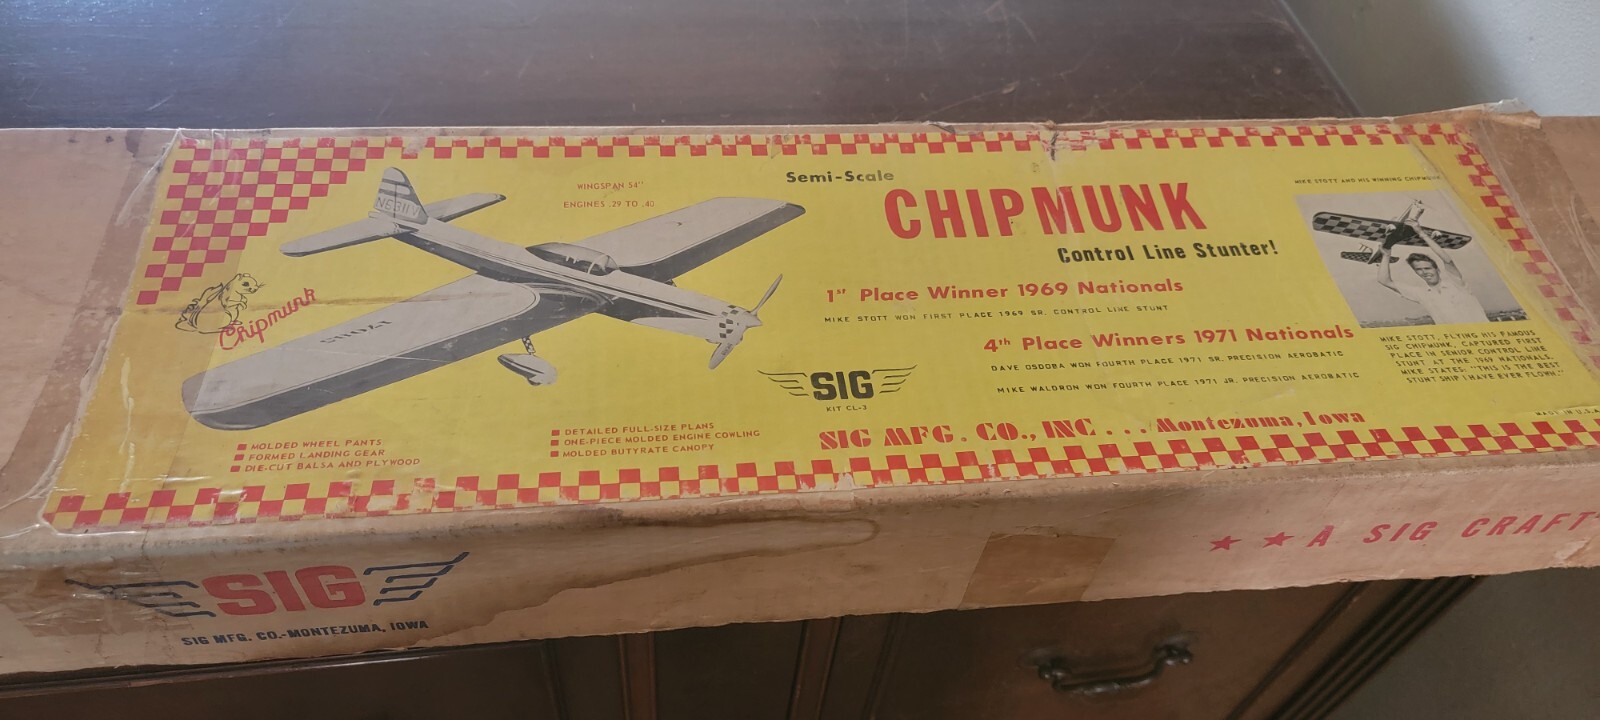 WINGSPAN 54"
ENGINES .29 TO .40
Semi-Scale
CHIPMUNK
Control Line Stunter!
1st Place Winner 1969 Nationals
MIKE STOTT WON FIRST PLACE 1969 SR. CONTROL LINE STUNT
4th Place Winners 1971 Nationals
DAVE OSDOBA WON FOURTH PLACE 1971 SR. PRECISION AEROBATIC
MIKE WALDRON WON FOURTH PLACE 1971 JR. PRECISION AEROBATIC
MIKE STOTT AND HIS WINNING CHIPMUNK
MIKE STOTT, FLYING HIS FAMOUS
SIG CHIPMUNK, CAPTURED FIRST
PLACE IN SENIOR CONTROL LINE
STUNT AT THE 1969 NATIONALS.
MIKE STATES: "THIS IS THE BEST
STUNT SHIP I HAVE EVER FLOWN."
Chipmunk
SIG
KIT CL-3
MOLDED WHEEL PANTS
FORMED LANDING GEAR
DIE-CUT BALSA AND PLYWOOD
DETAILED FULL-SIZE PLANS
ONE-PIECE MOLDED ENGINE COWLING
MOLDED BUTYRATE CANOPY
SIG MFG. CO., INC... Montezuma, Iowa
MADE IN U.S.A.
SIG
SIG MFG. CO.-MONTEZUMA, IOWA
★ ★ A SIG CRAFT